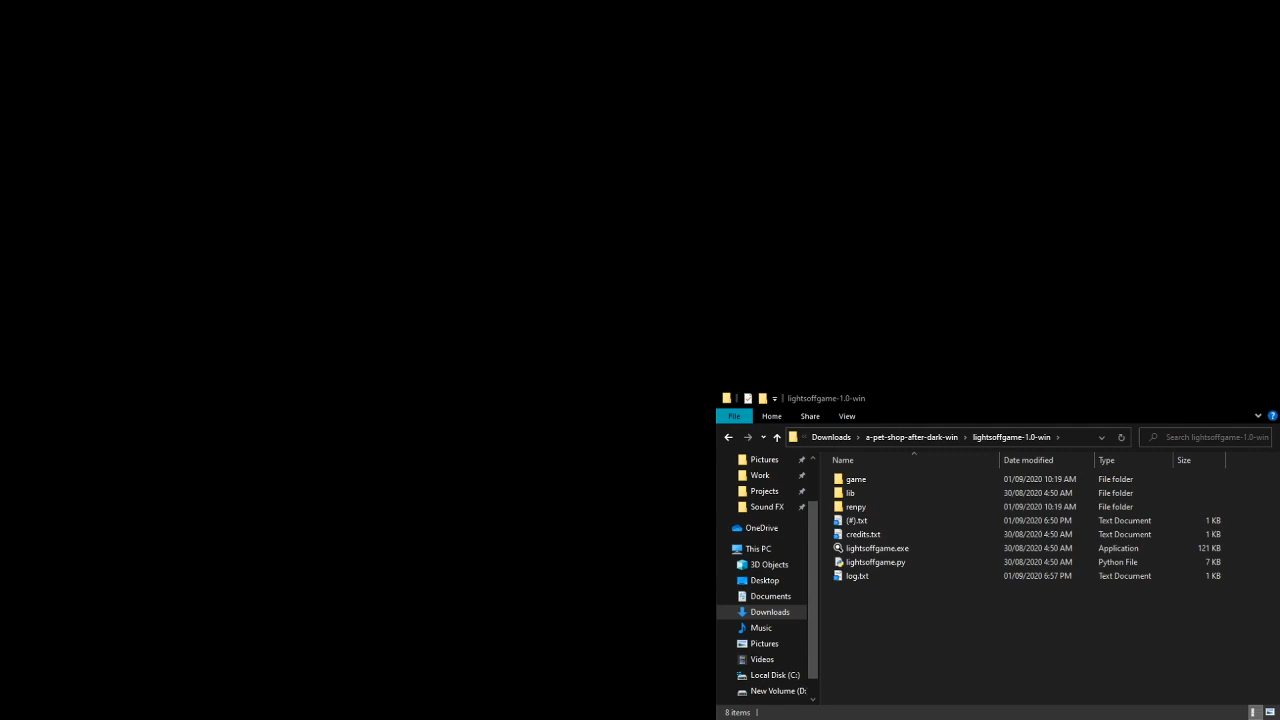 lightsoffgame-1.0-win
File Home Share View
Downloads a-pet-shop-after-dark-win lightsoffgame-1.0-win Search lightsoffgame-1.0-win
Pictures
Work
Projects
Sound FX
OneDrive
This PC
3D Objects
Desktop
Documents
Downloads
Music
Pictures
Videos
Local Disk (C:)
New Volume (D:
Name Date modified Type Size
game 01/09/2020 10:19 AM File folder
lib 30/08/2020 4:50 AM File folder
renpy 01/09/2020 10:19 AM File folder
(#).txt 01/09/2020 6:50 PM Text Document 1 KB
credits.txt 30/08/2020 4:50 AM Text Document 1 KB
lightsoffgame.exe 30/08/2020 4:50 AM Application 121 KB
lightsoffgame.py 30/08/2020 4:50 AM Python File 7 KB
log.txt 01/09/2020 6:57 PM Text Document 1 KB
8 items